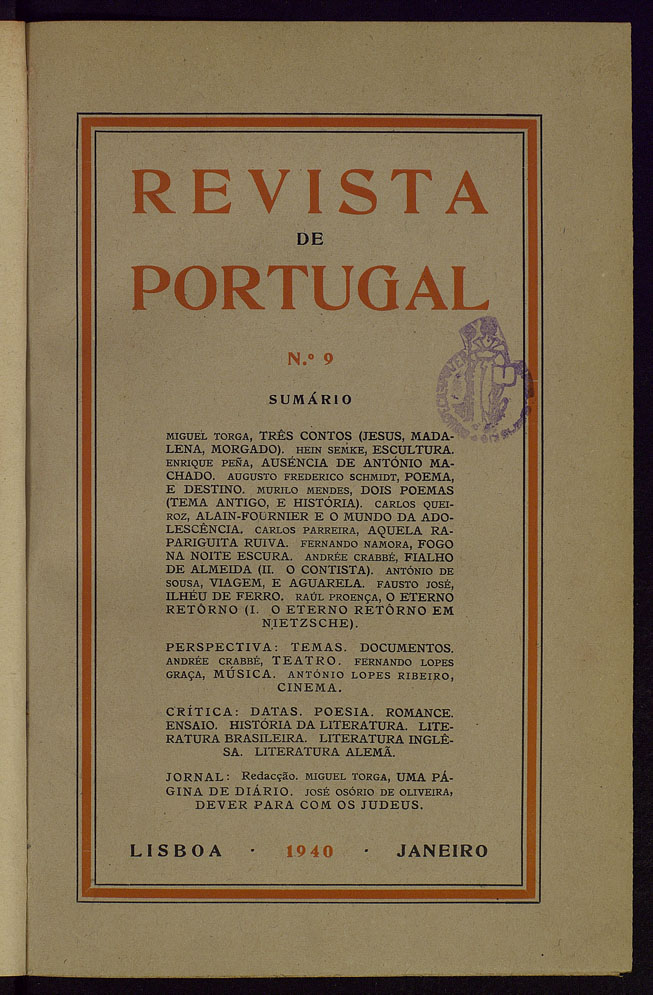 REVISTA
DE
PORTUGAL
N.º 9
SUMÁRIO
MIGUEL TORGA, TRÊS CONTOS (JESUS, MADA-
LENA, MORGADO). HEIN SEMKE, ESCULTURA.
ENRIQUE PEÑA, AUSÉNCIA DE ANTÓNIO MA-
CHADO. AUGUSTO FREDERICO SCHMIDT, POEMA,
E DESTINO. MURILO MENDES, DOIS POEMAS
(TEMA ANTIGO, E HISTÓRIA). CARLOS QUEI-
ROZ, ALAIN-FOURNIER E O MUNDO DA ADO-
LESCÊNCIA. CARLOS PARREIRA, AQUELA RA-
PARIGUITA RUIVA. FERNANDO NAMORA, FOGO
NA NOITE ESCURA. ANDRÉE CRABBÉ, FIALHO
DE ALMEIDA (II. O CONTISTA). ANTÓNIO DE
SOUSA, VIAGEM, E AGUARELA. FAUSTO JOSÉ,
ILHÉU DE FERRO. RAÚL PROENÇA, O ETERNO
RETÔRNO (I. O ETERNO RETÔRNO EM
NIETZSCHE).
PERSPECTIVA: TEMAS. DOCUMENTOS.
ANDRÉE CRABBÉ, TEATRO. FERNANDO LOPES
GRAÇA, MÚSICA. ANTÓNIO LOPES RIBEIRO,
CINEMA.
CRÍTICA: DATAS. POESIA. ROMANCE.
ENSAIO. HISTÓRIA DA LITERATURA. LITE-
RATURA BRASILEIRA. LITERATURA INGLÊ-
SA. LITERATURA ALEMÃ.
JORNAL: Redacção. MIGUEL TORGA, UMA PÁ-
GINA DE DIÁRIO. JOSÉ OSÓRIO DE OLIVEIRA,
DEVER PARA COM OS JUDEUS.
LISBOA · 1940 · JANEIRO